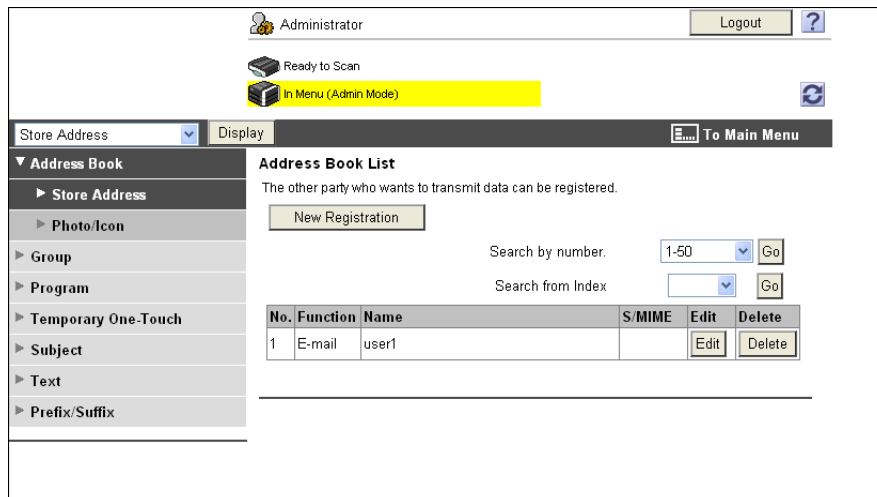 Administrator
Logout
?
Ready to Scan
In Menu (Admin Mode)
Store Address
Display
To Main Menu
Address Book
Store Address
Photo/Icon
Group
Program
Temporary One-Touch
Subject
Text
Prefix/Suffix
Address Book List
The other party who wants to transmit data can be registered.
New Registration
Search by number. 1-50 Go
Search from Index Go
No. Function Name S/MIME Edit Delete
1 E-mail user1 Edit Delete